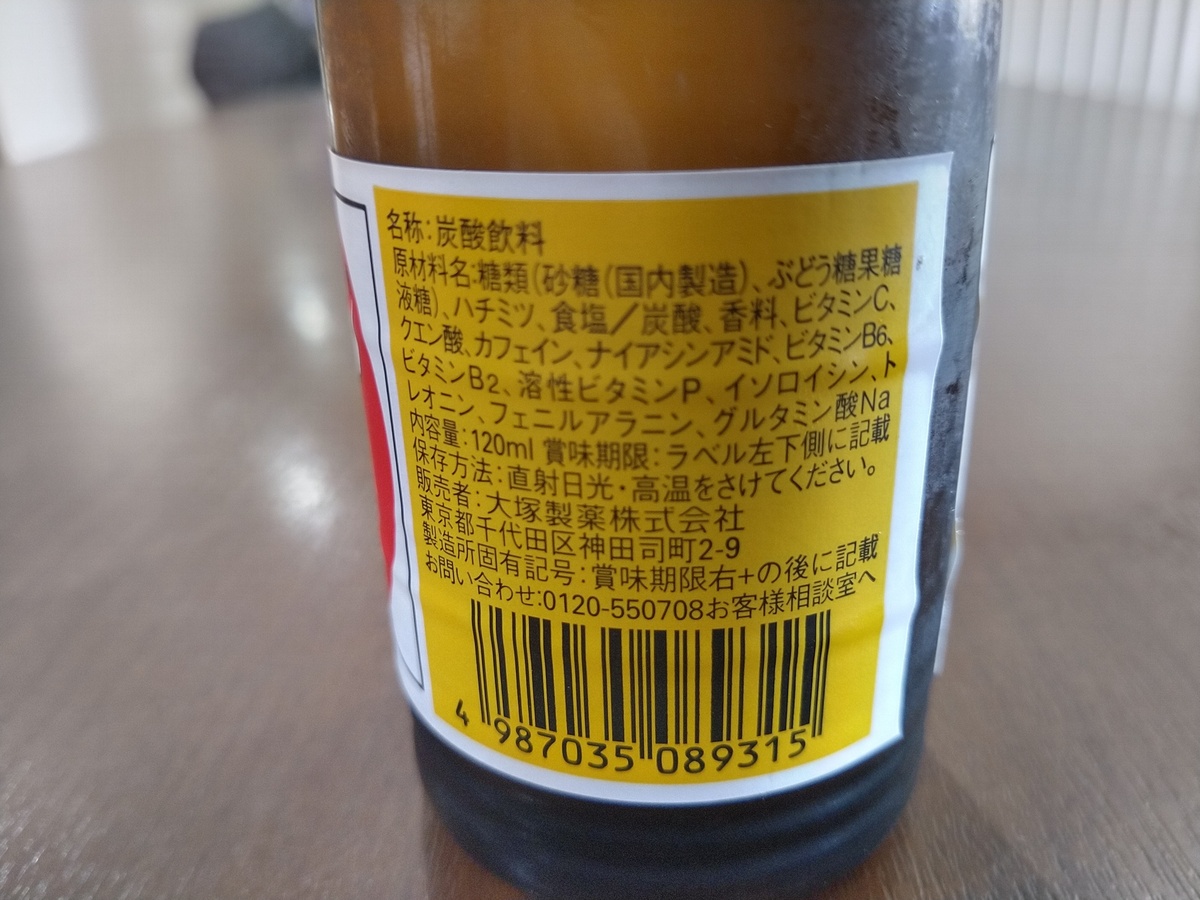 名称:炭酸飲料
原材料名:糖類(砂糖(国内製造)、ぶどう糖果糖
液糖)、ハチミツ、食塩/炭酸、香料、ビタミンC、
クエン酸、カフェイン、ナイアシンアミド、ビタミンB6、
ビタミンB2、溶性ビタミンP、イソロイシン、ト
レオニン、フェニルアラニン、グルタミン酸Na
内容量:120ml 賞味期限:ラベル左下側に記載
保存方法:直射日光・高温をさけてください。
販売者:大塚製薬株式会社
東京都千代田区神田司町2-9
製造所固有記号:賞味期限右+の後に記載
お問い合わせ:0120-550708お客様相談室へ
4 987035 089315